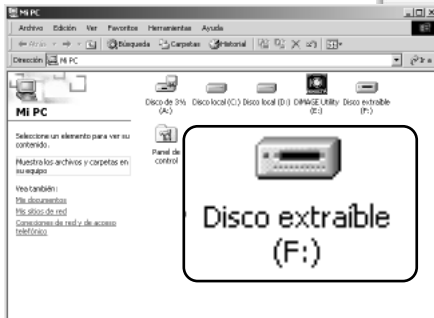 Mi PC
Archivo Edición Ver Favoritos Herramientas Ayuda
Atrás Búsqueda Carpetas Historial
Dirección Mi PC Ir a
Mi PC
Seleccione un elemento para ver su
contenido.
Muestra los archivos y carpetas en
su equipo
Vea también:
Mis documentos
Mis sitios de red
Conexiones de red y de acceso
telefónico
Disco de 3½
(A:)
Disco local (C:)
Disco local (D:)
DiMAGE Utility
(E:)
Disco extraíble
(F:)
Panel de
control
Disco extraíble
(F:)